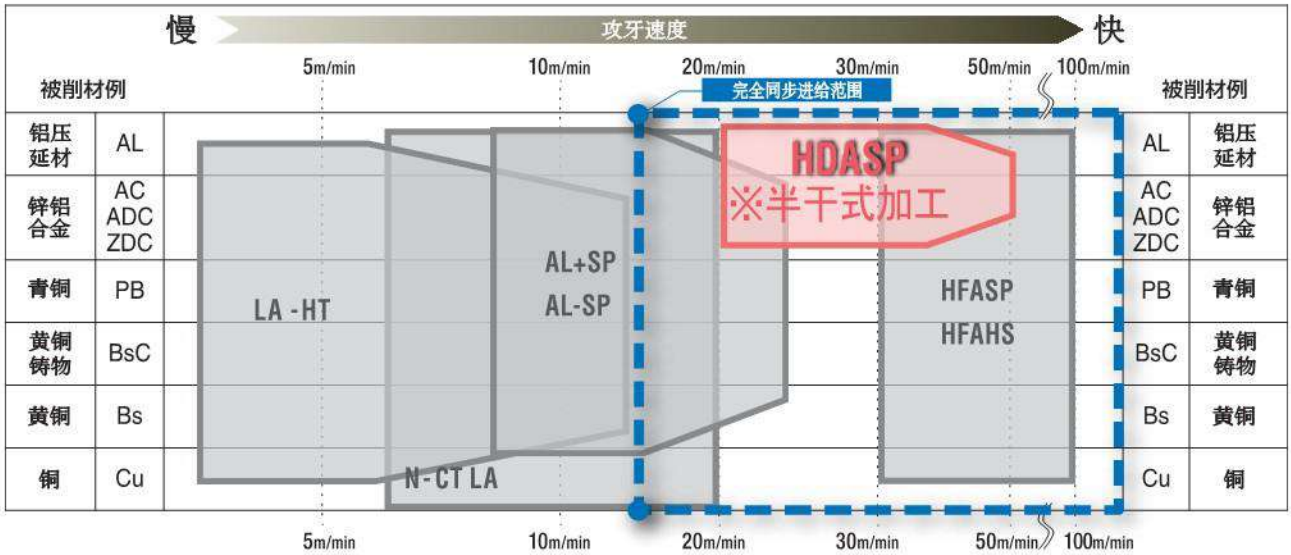 慢 攻牙速度 快
5m/min 10m/min 20m/min 30m/min 50m/min 100m/min
被削材例 完全同步进给范围 被削材例
铝压
延材 AL HDASP AL 铝压
延材
锌铝
合金 AC
ADC
ZDC ※半干式加工 AC
ADC
ZDC 锌铝
合金
AL+SP
AL-SP
青铜 PB LA-HT HFASP PB 青铜
HFAHS
黄铜
铸物 BsC BsC 黄铜
铸物
黄铜 Bs Bs 黄铜
铜 Cu N-CT LA Cu 铜
5m/min 10m/min 20m/min 30m/min 50m/min 100m/min